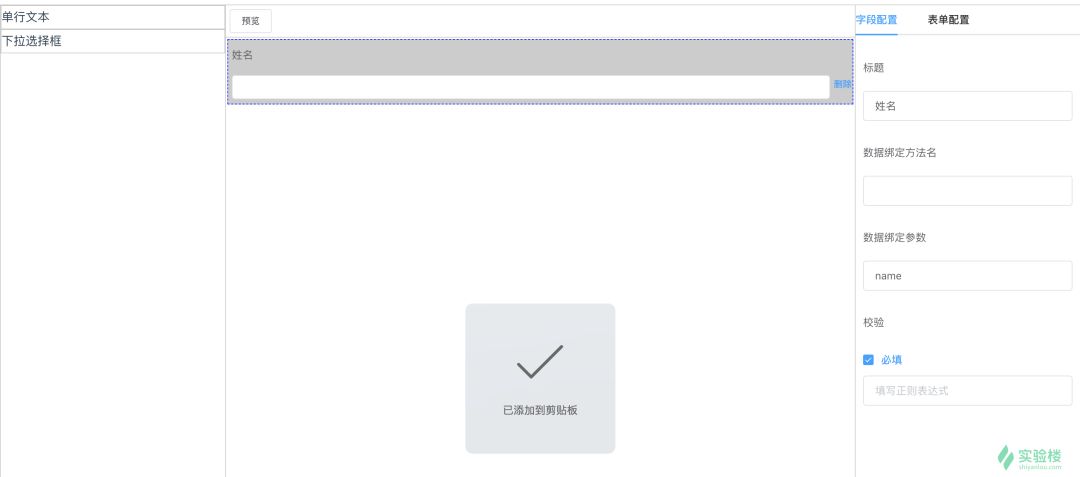 单行文本
下拉选择框
预览
姓名
删除
已添加到剪贴板
字段配置 表单配置
标题
姓名
数据绑定方法名
数据绑定参数
name
校验
必填
填写正则表达式
实验楼
shiyanlou.com